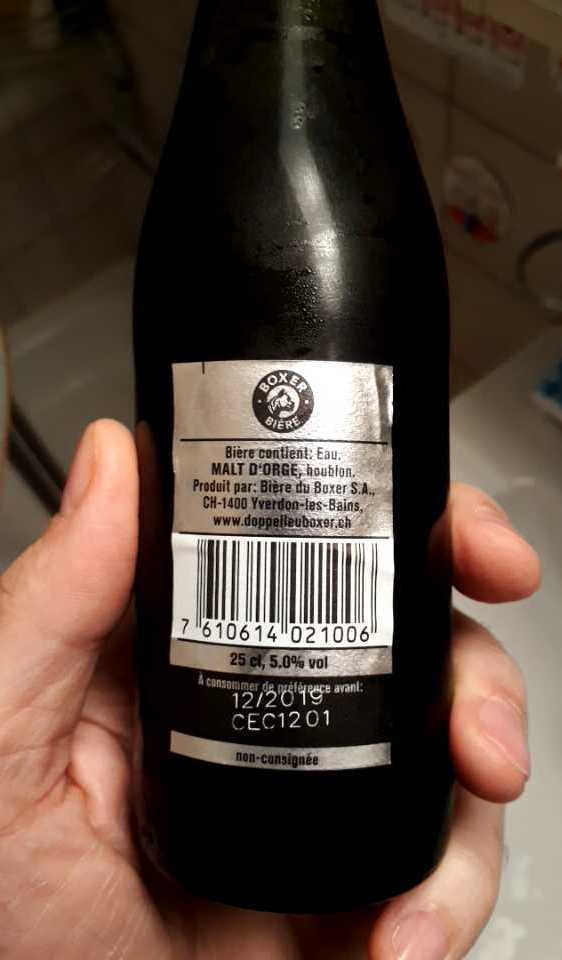 BOXER
BIÈRE
Bière contient: Eau,
MALT D'ORGE, houblon.
Produit par: Bière du Boxer S.A.,
CH-1400 Yverdon-les-Bains,
www.doppelleuboxer.ch
7 610614 021006
25 cl, 5.0% vol
À consommer de préférence avant:
12/2019
CEC1201
non-consignée